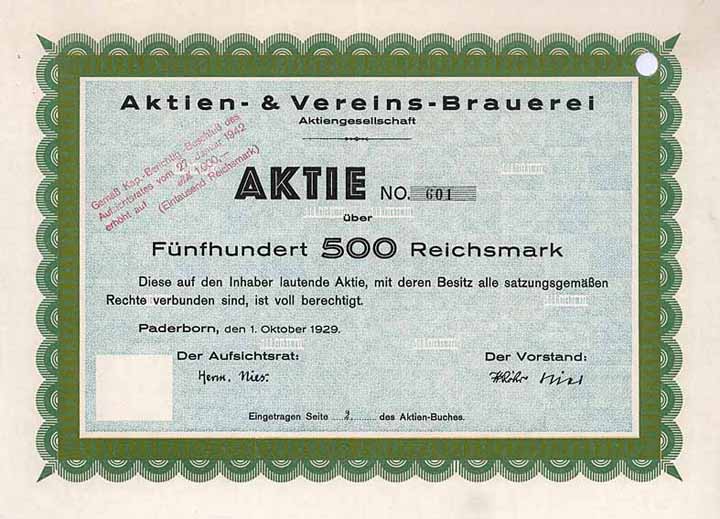 Aktien- & Vereins-Brauerei
Aktiengesellschaft
Gemäß Kap.-Berichtig.-Beschluß des
Aufsichtsrates vom 27. Januar 1942
erhöht auf RM 1000,—
(Eintausend Reichsmark)
AKTIE NO. 601
über
Fünfhundert 500 Reichsmark
Diese auf den Inhaber lautende Aktie, mit deren Besitz alle satzungsgemäßen
Rechte verbunden sind, ist voll berechtigt.
Paderborn, den 1. Oktober 1929.
Der Aufsichtsrat: Der Vorstand:
Herm. Nies.
Eingetragen Seite 2 des Aktien-Buches.